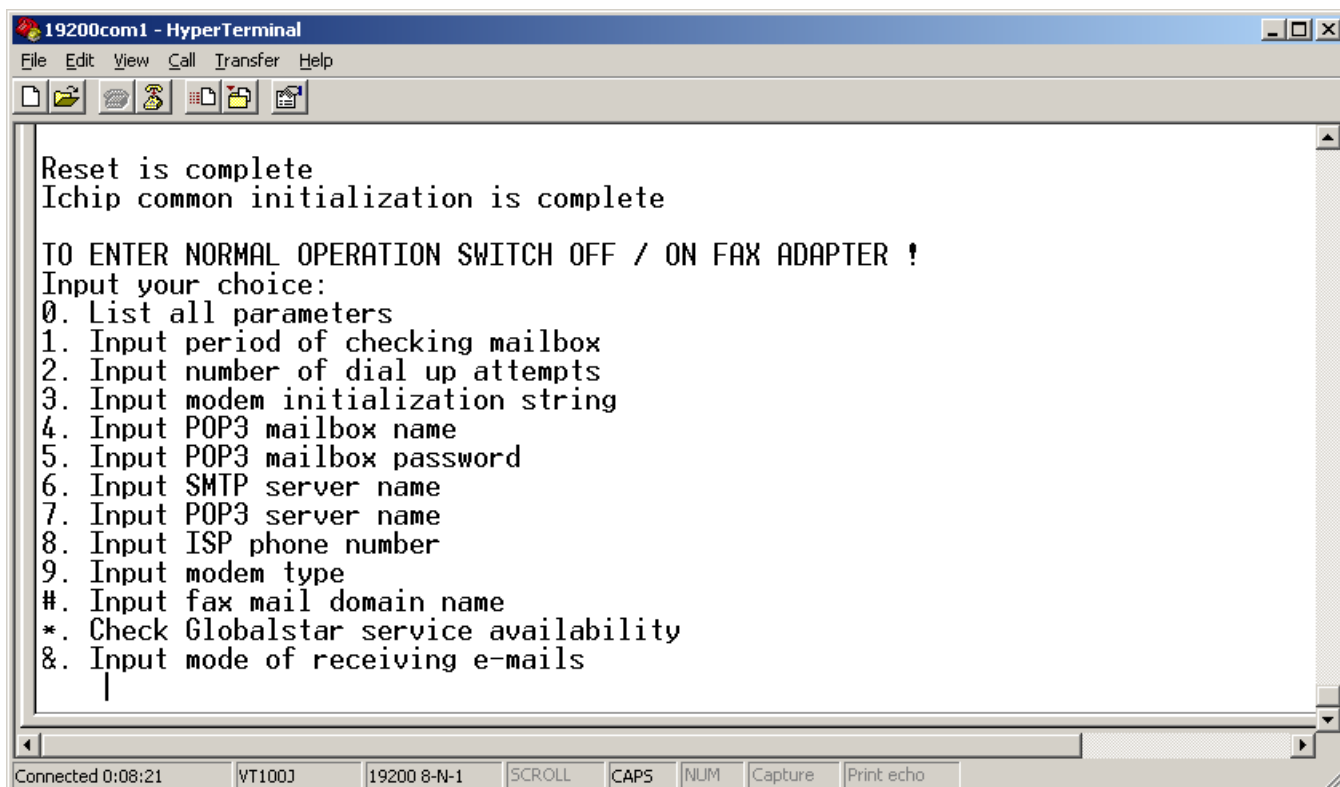 19200com1 - HyperTerminal
File Edit View Call Transfer Help
Reset is complete
Ichip common initialization is complete
TO ENTER NORMAL OPERATION SWITCH OFF / ON FAX ADAPTER !
Input your choice:
0. List all parameters
1. Input period of checking mailbox
2. Input number of dial up attempts
3. Input modem initialization string
4. Input POP3 mailbox name
5. Input POP3 mailbox password
6. Input SMTP server name
7. Input POP3 server name
8. Input ISP phone number
9. Input modem type
#. Input fax mail domain name
*. Check Globalstar service availability
&. Input mode of receiving e-mails
Connected 0:08:21 VT100J 19200 8-N-1 SCROLL CAPS NUM Capture Print echo